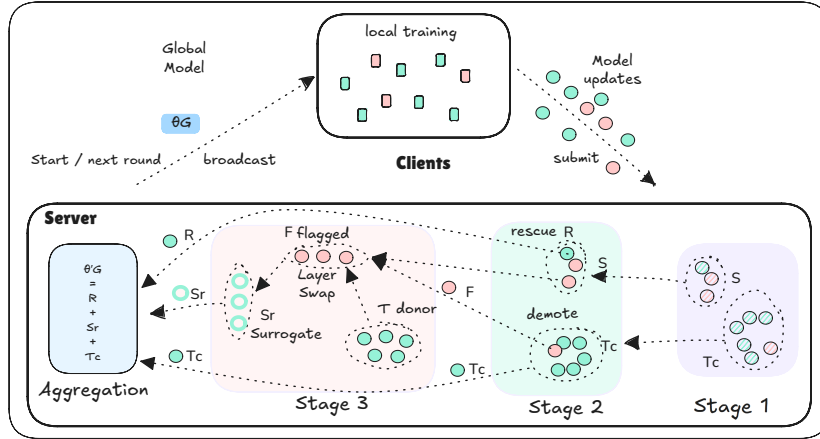 local training
Global
Model
Model
updates
θG
Start / next round
broadcast
submit
Clients
Server
R
F flagged
rescue R
S
S
θ'G
=
R
+
Sr
+
Tc
Sr
Layer
Swap
F
Sr
Surrogate
T donor
demote
Tc
Tc
Tc
Tc
Aggregation
Stage 3
Stage 2
Stage 1